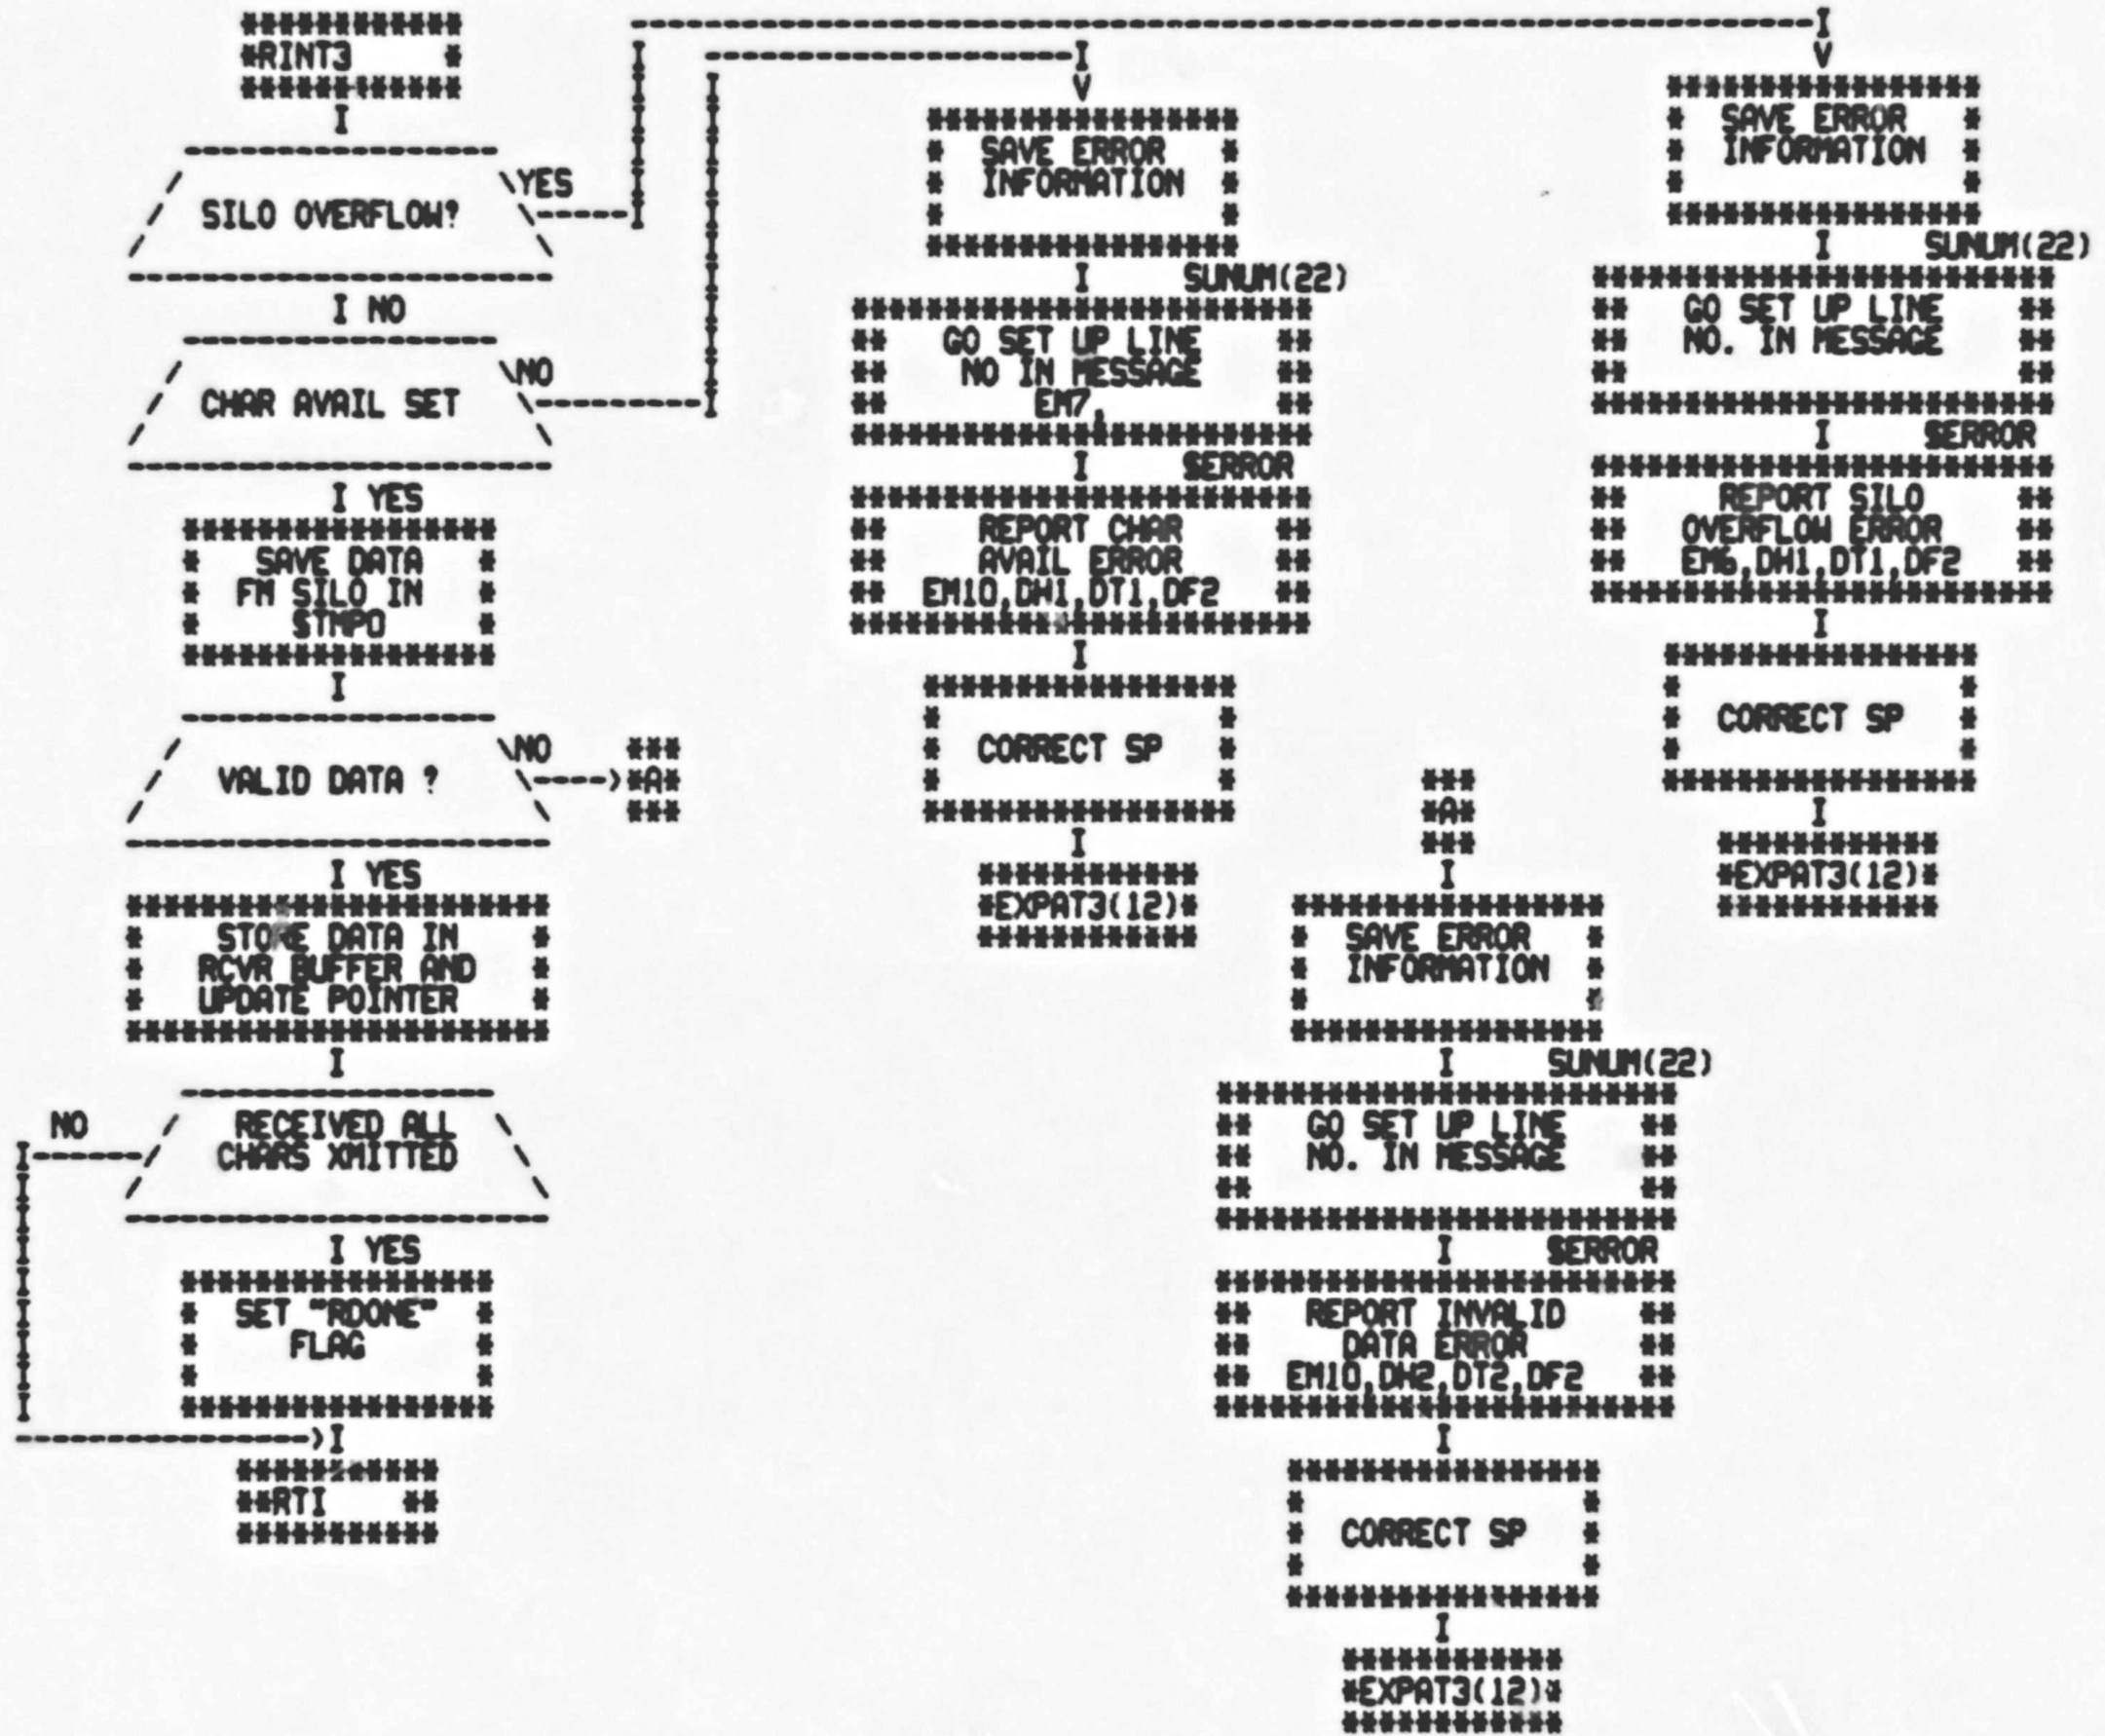 RINT3
SILO OVERFLOW?
YES
NO
CHAR AVAIL SET
NO
YES
SAVE DATA
FM SILO IN
$TMP0
VALID DATA ?
NO
A
YES
STORE DATA IN
RCVR BUFFER AND
UPDATE POINTER
RECEIVED ALL
CHARS XMITTED
NO
YES
SET "RDONE"
FLAG
RTI
SAVE ERROR
INFORMATION
SUNUM(22)
GO SET UP LINE
NO IN MESSAGE
EM7,
$ERROR
REPORT CHAR
AVAIL ERROR
EM10,DH1,DT1,DF2
CORRECT SP
EXPAT3(12)
A
SAVE ERROR
INFORMATION
SUNUM(22)
GO SET UP LINE
NO. IN MESSAGE
$ERROR
REPORT INVALID
DATA ERROR
EM10,DH2,DT2,DF2
CORRECT SP
EXPAT3(12)
SAVE ERROR
INFORMATION
SUNUM(22)
GO SET UP LINE
NO. IN MESSAGE
$ERROR
REPORT SILO
OVERFLOW ERROR
EM6,DH1,DT1,DF2
CORRECT SP
EXPAT3(12)